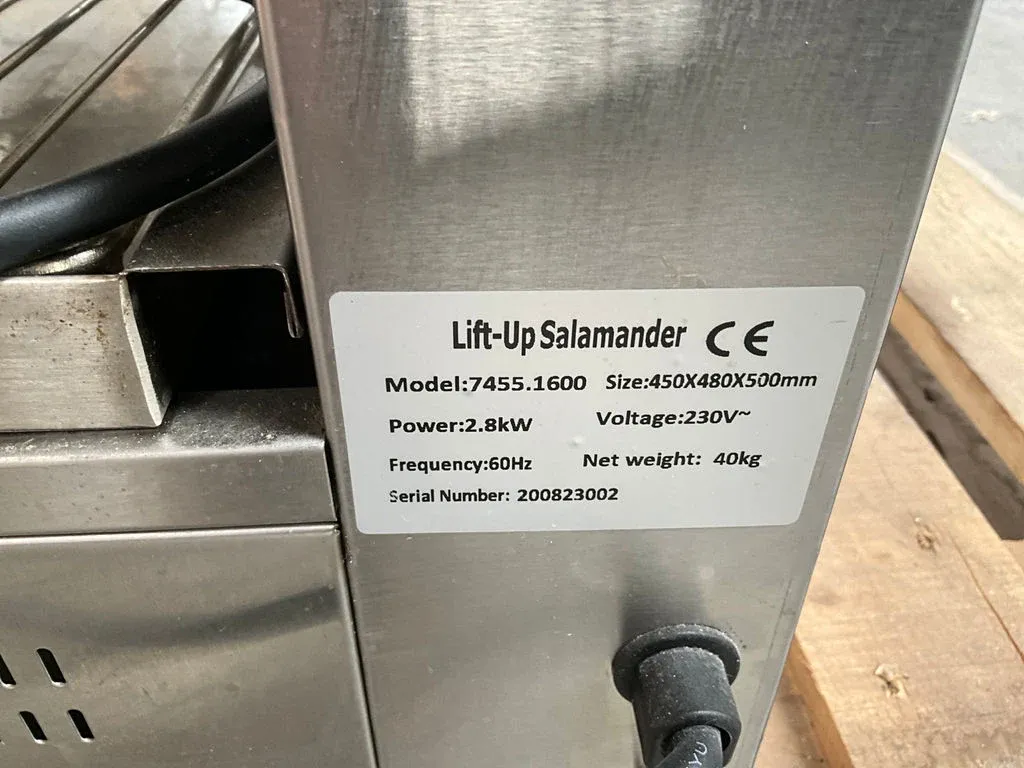 Lift-Up Salamander CE
Model:7455.1600 Size:450X480X500mm
Power:2.8kW Voltage:230V~
Frequency:60Hz Net weight: 40kg
Serial Number: 200823002